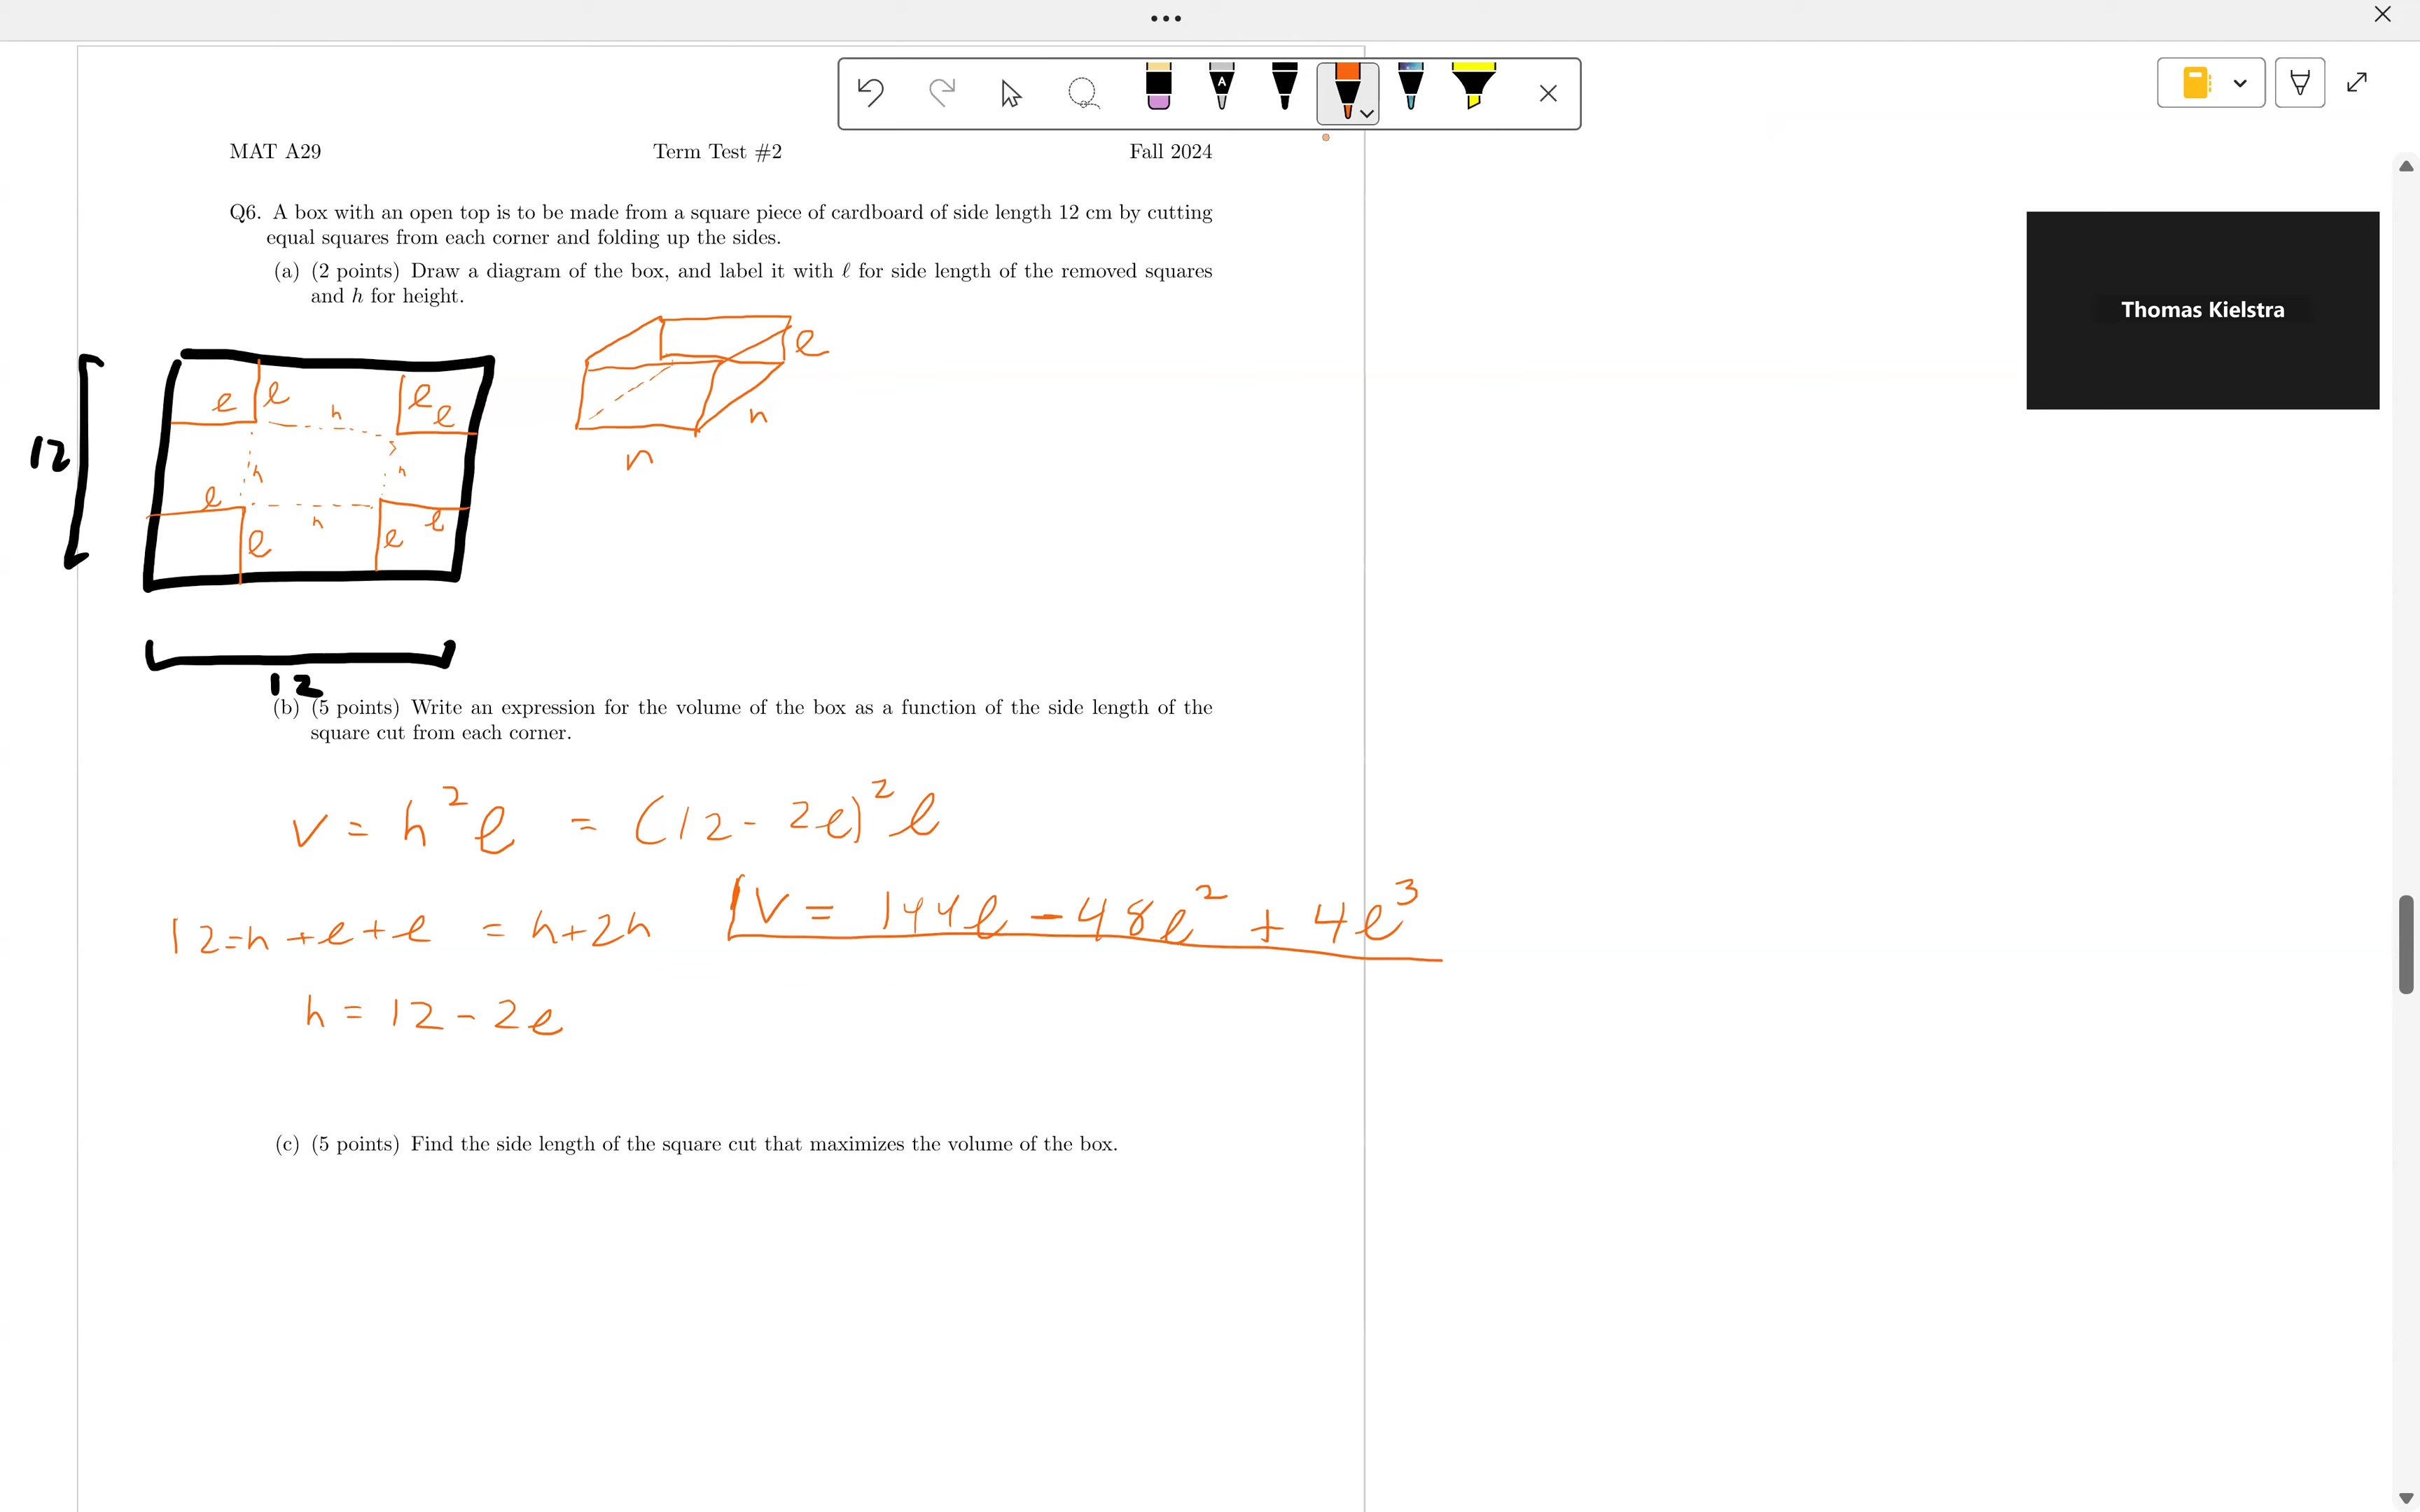 MAT A29 Term Test #2 Fall 2024
Q6. A box with an open top is to be made from a square piece of cardboard of side length 12 cm by cutting
equal squares from each corner and folding up the sides.
(a) (2 points) Draw a diagram of the box, and label it with ℓ for side length of the removed squares
and h for height.
Thomas Kielstra
ℓ
ℓ ℓ h ℓ ℓ
h
12 h h
h
ℓ h ℓ
ℓ ℓ
12
(b) (5 points) Write an expression for the volume of the box as a function of the side length of the
square cut from each corner.
V = h² ℓ = (12 - 2ℓ)² ℓ
12=h +ℓ+ℓ = h+2h V = 144ℓ - 48ℓ² + 4ℓ³
h = 12 - 2ℓ
(c) (5 points) Find the side length of the square cut that maximizes the volume of the box.